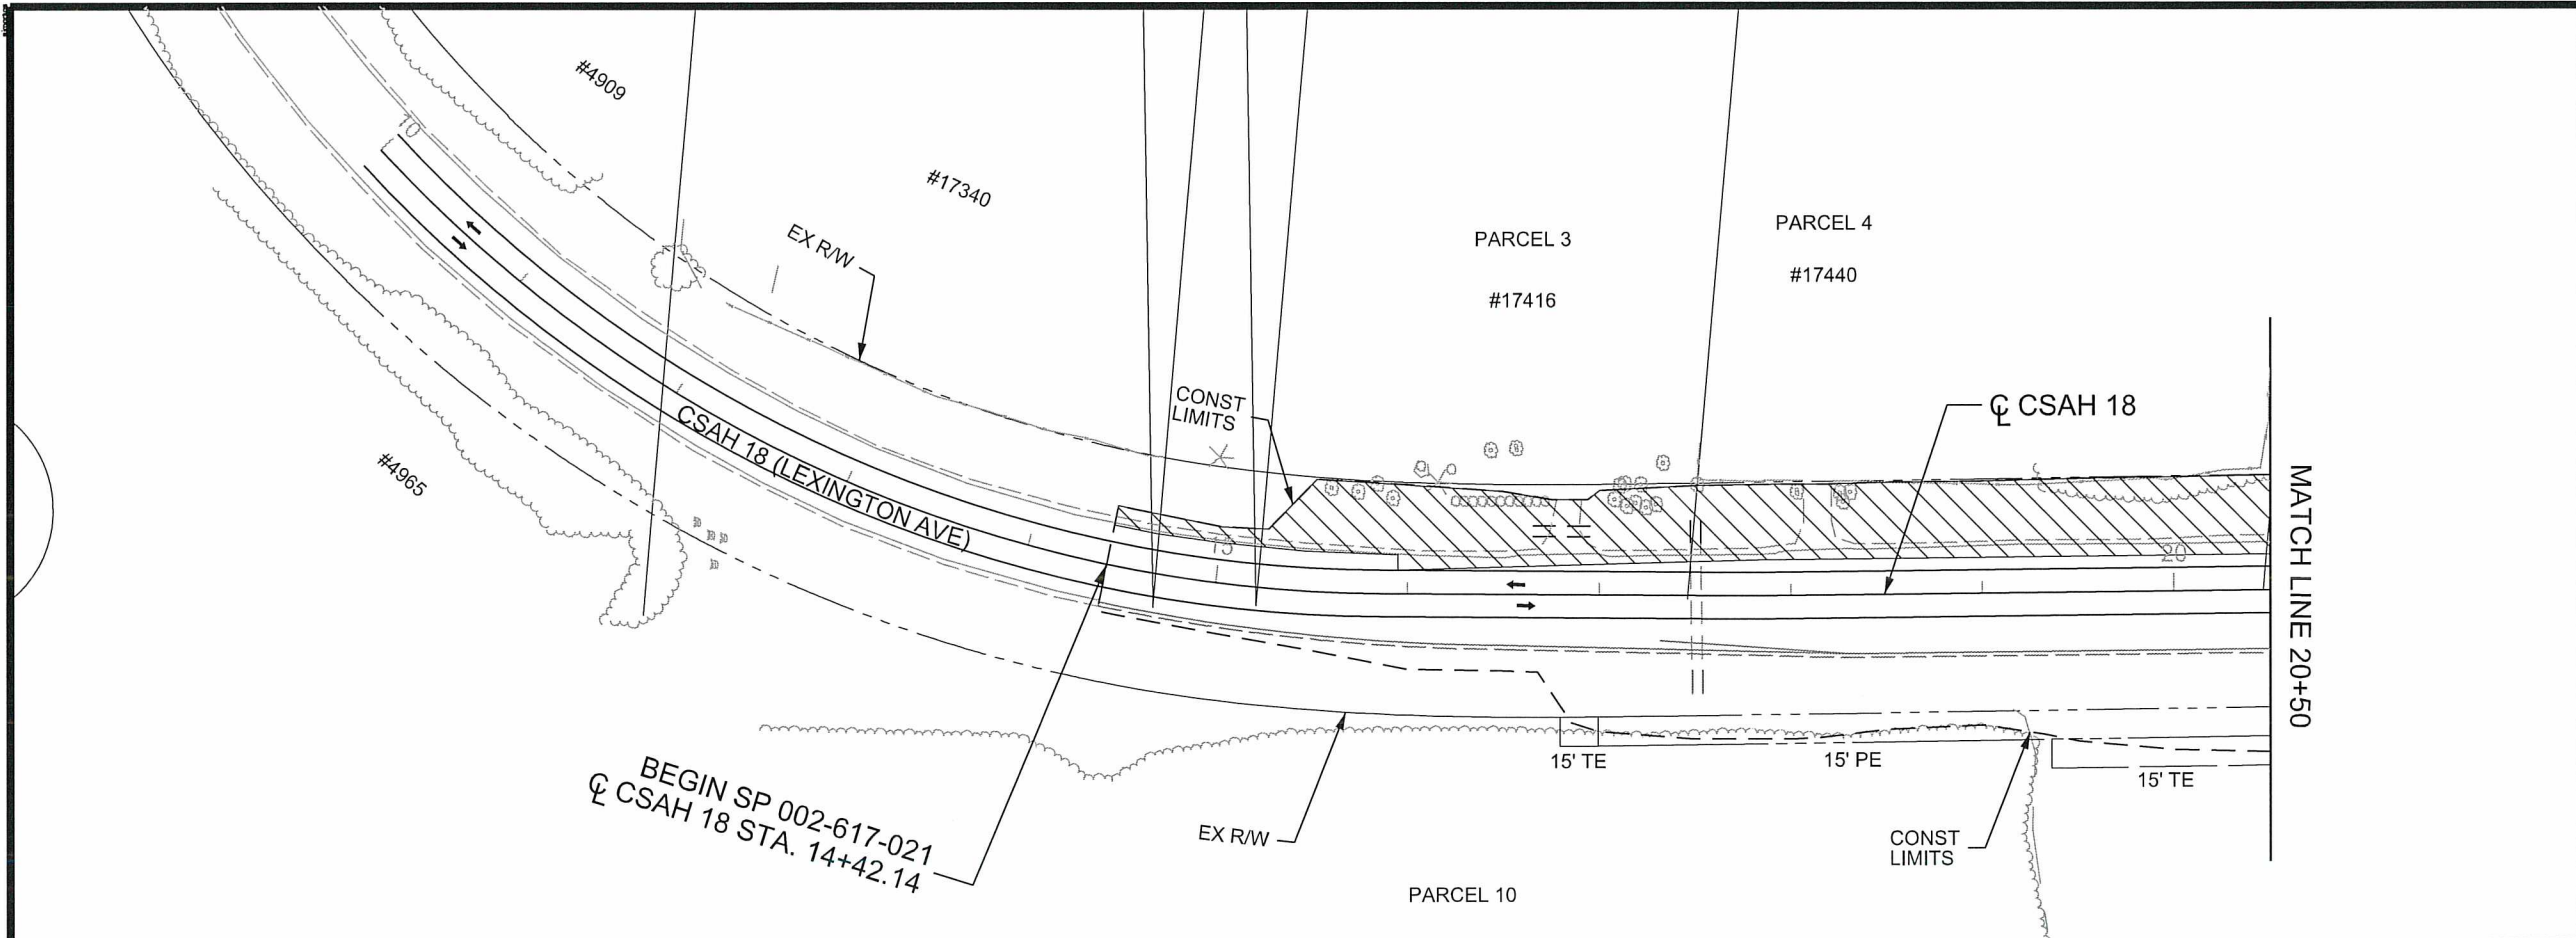 #4909
10
#17340
EX R/W
PARCEL 3
PARCEL 4
#17416
#17440
CONST
LIMITS
℄ CSAH 18
CSAH 18 (LEXINGTON AVE)
#4965
15
20
MATCH LINE 20+50
BEGIN SP 002-617-021
℄ CSAH 18 STA. 14+42.14
15' TE
15' PE
15' TE
EX R/W
CONST
LIMITS
PARCEL 10